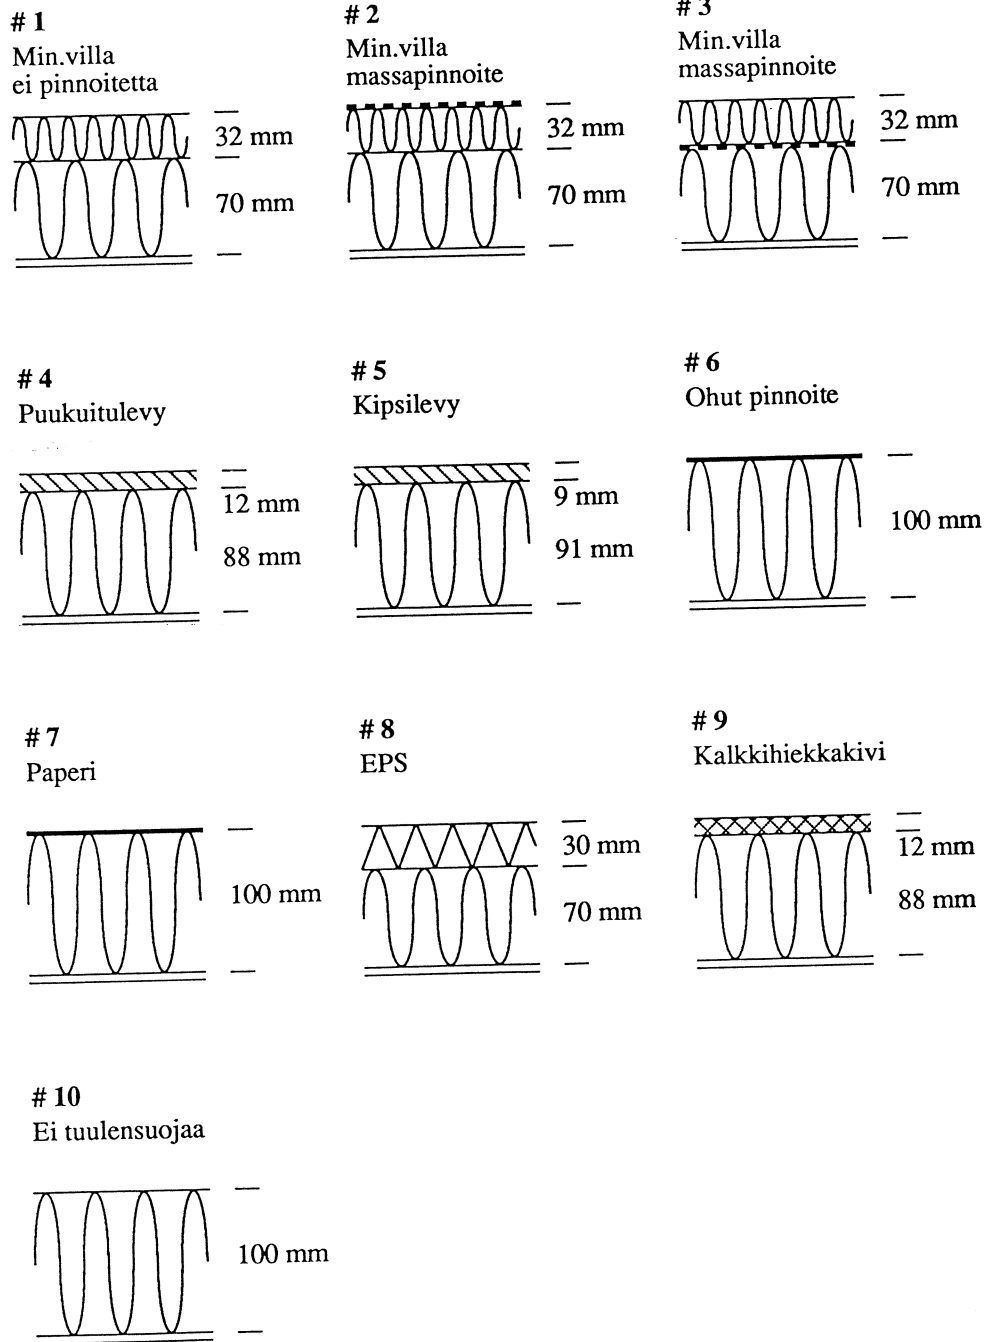 # 1
Min.villa
ei pinnoitetta
32 mm
70 mm
# 2
Min.villa
massapinnoite
32 mm
70 mm
# 3
Min.villa
massapinnoite
32 mm
70 mm
# 4
Puukuitulevy
12 mm
88 mm
# 5
Kipsilevy
9 mm
91 mm
# 6
Ohut pinnoite
100 mm
# 7
Paperi
100 mm
# 8
EPS
30 mm
70 mm
# 9
Kalkkihiekkakivi
12 mm
88 mm
# 10
Ei tuulensuojaa
100 mm